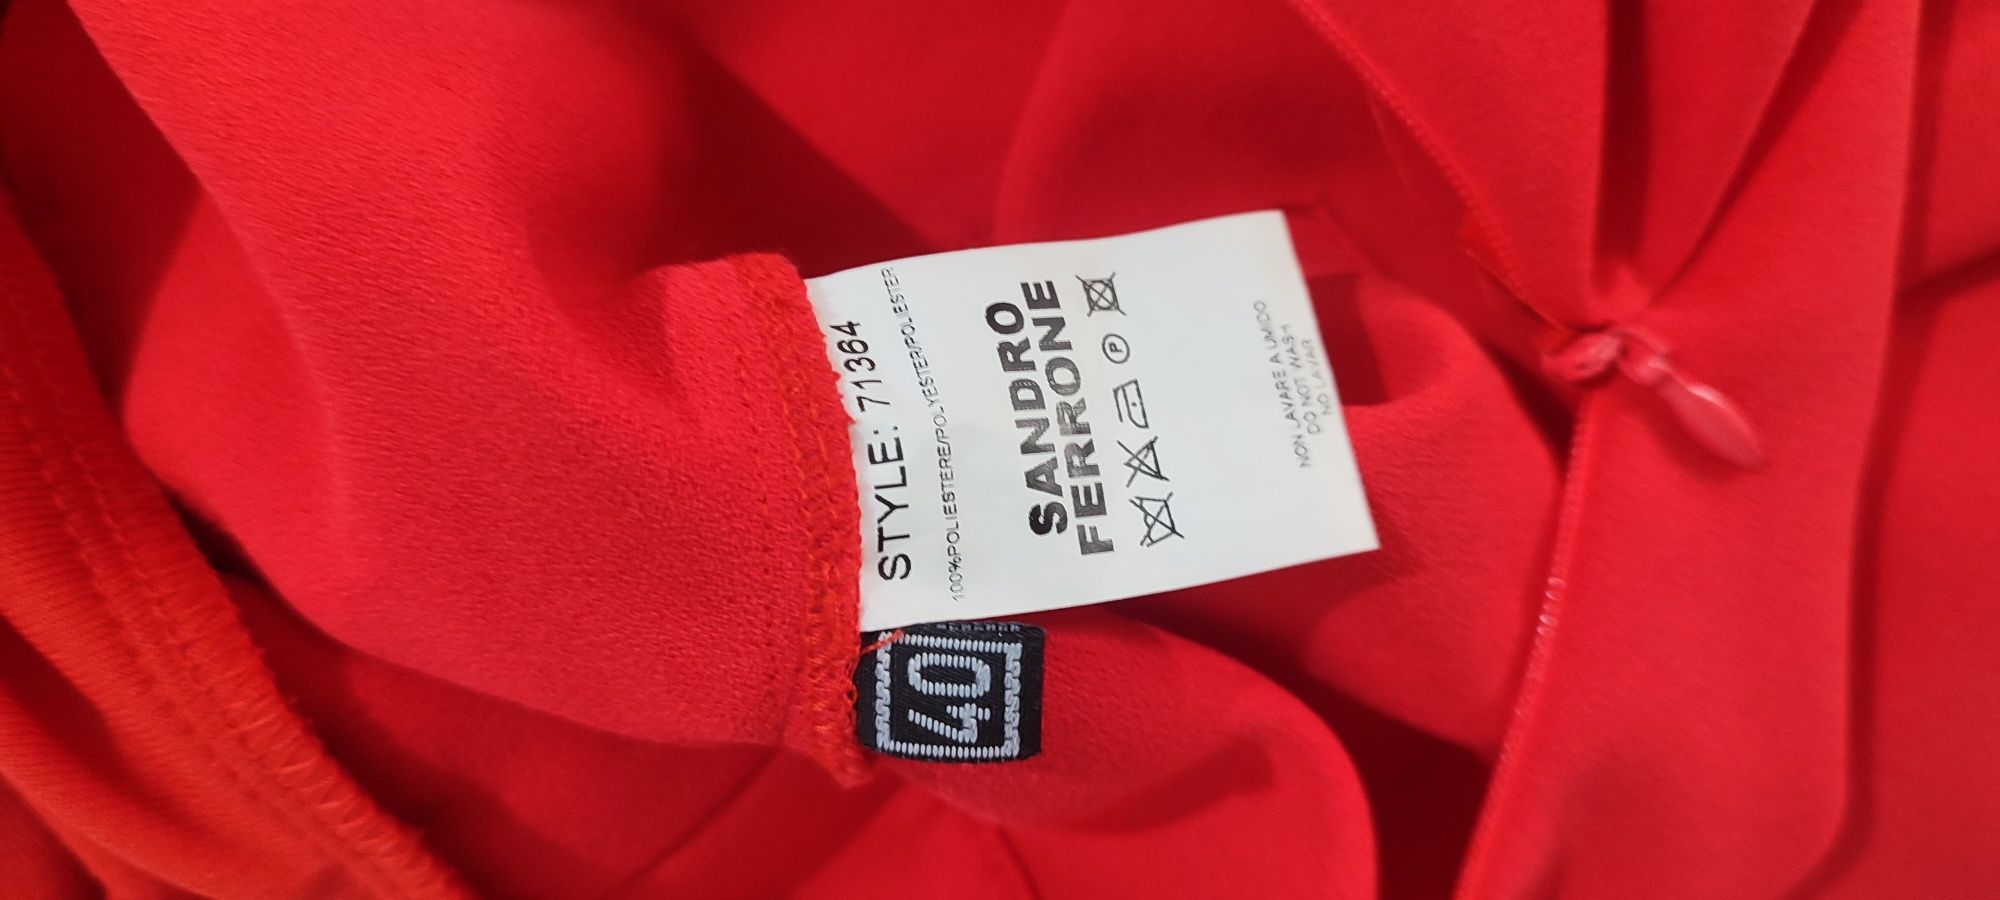 STYLE: 71364
100%POLIESTERE/POLYESTER/POLIESTER
SANDRO
FERRONE
P
NON LAVARE A UMIDO
DO NOT WASH
NO LAVAR
40